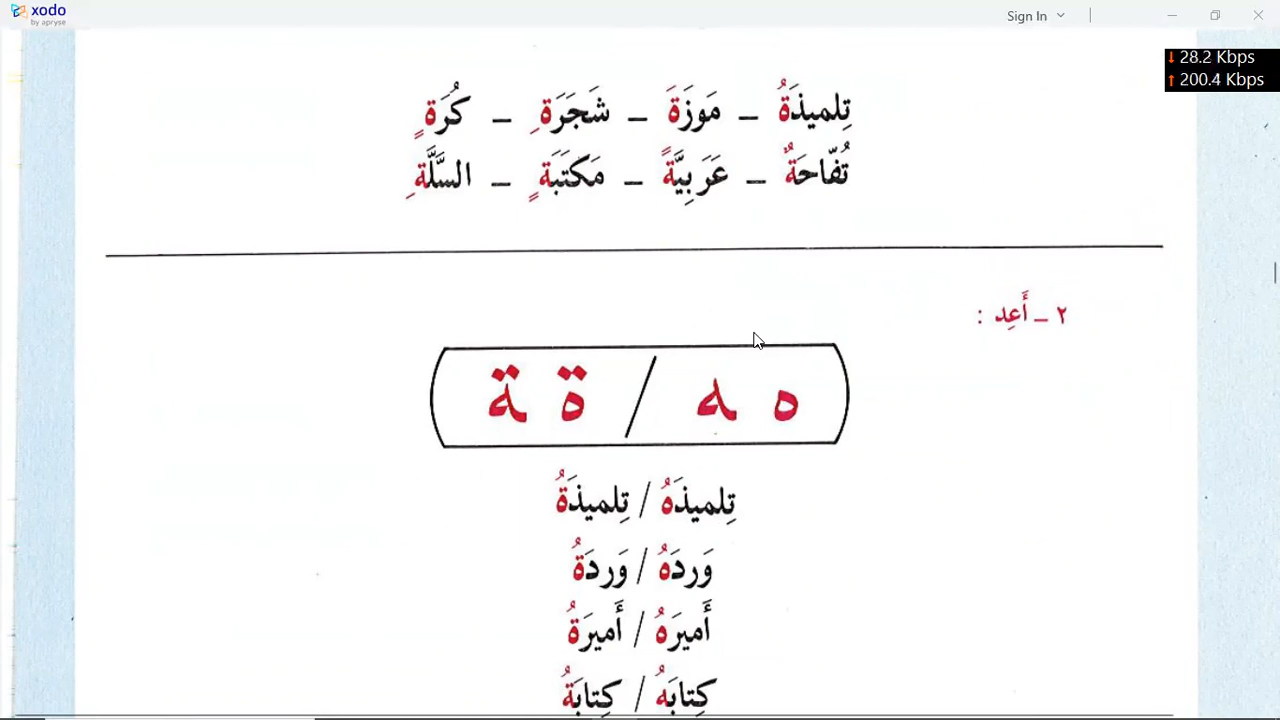 xodo
by apryse
Sign In
↓ 28.2 Kbps
↑ 200.4 Kbps
تِلميذَةُ – مَوزَةَ – شَجَرَةِ – كُرَةٍ
تُفّاحَةٌ – عَرَبِيَّةً – مَكتَبَةٍ – السَّلَّةِ
٢ – أَعِد :
ه ـه / ة ـة
تِلميذَهُ / تِلميذَةُ
وَردَهُ / وَردَةُ
أَميرَهُ / أَميرَةُ
كِتابَهُ / كِتابَةُ